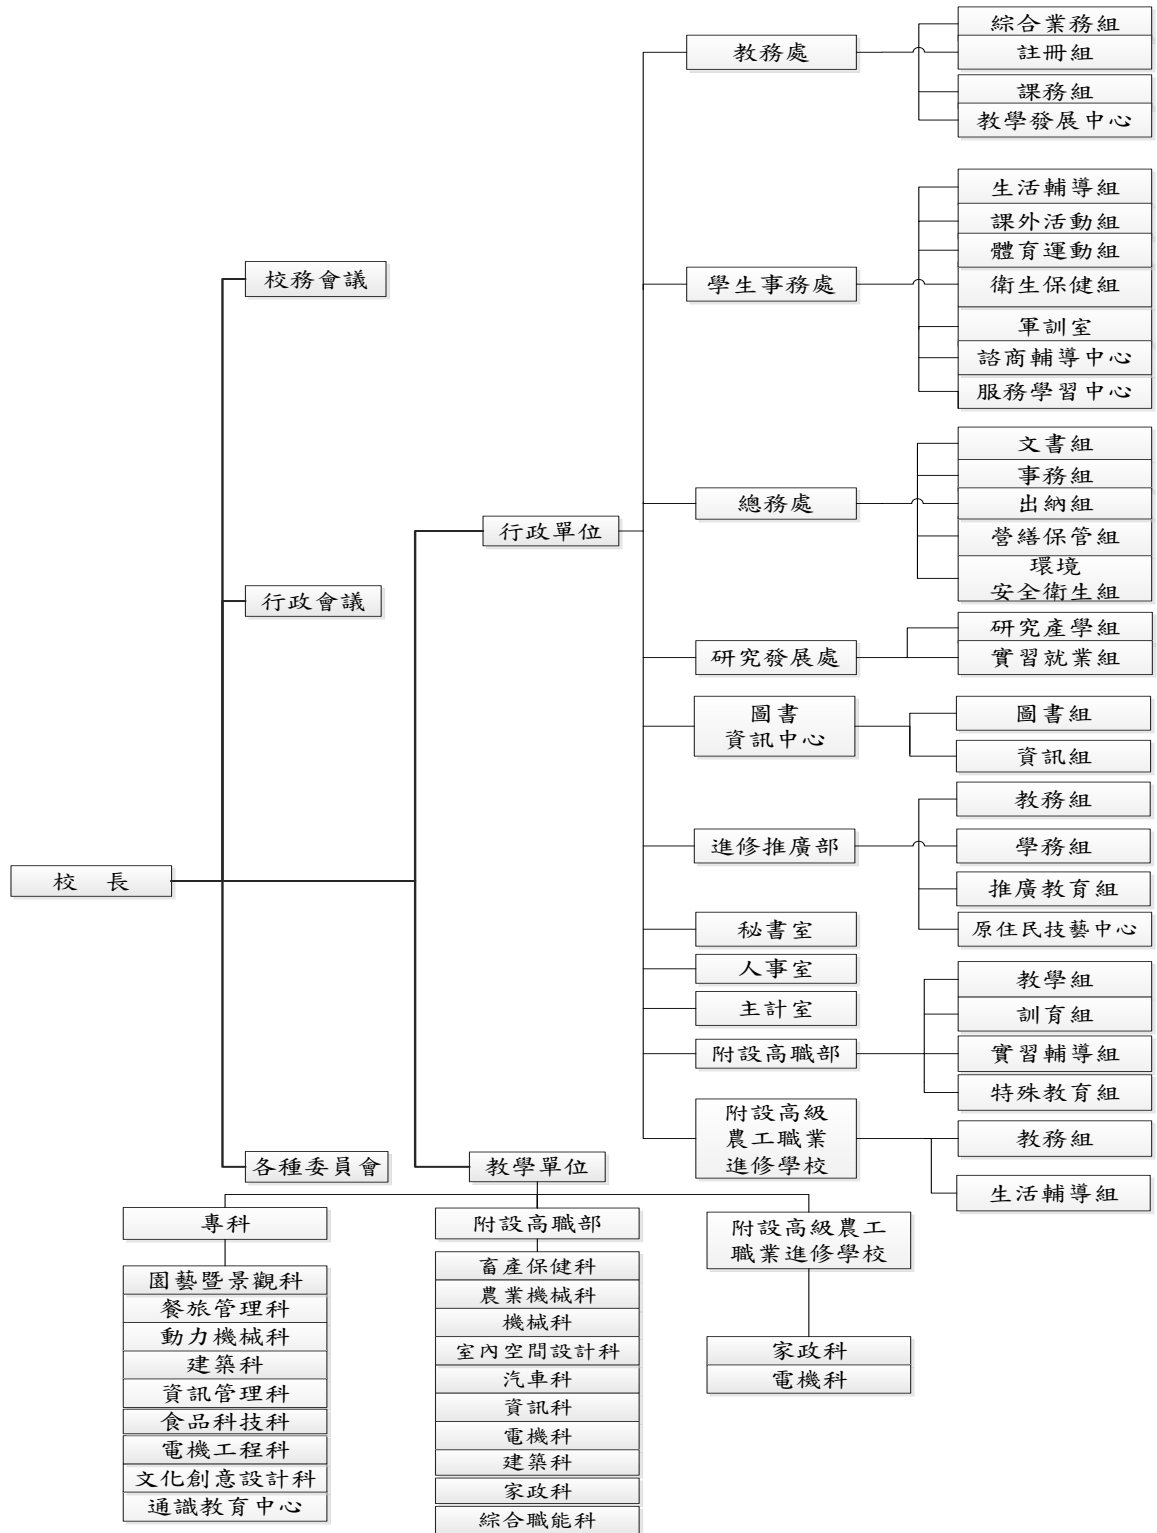 校 長
校務會議
行政會議
各種委員會
行政單位
教務處
綜合業務組
註冊組
課務組
教學發展中心
學生事務處
生活輔導組
課外活動組
體育運動組
衛生保健組
軍訓室
諮商輔導中心
服務學習中心
總務處
文書組
事務組
出納組
營繕保管組
環境
安全衛生組
研究發展處
研究產學組
實習就業組
圖書
資訊中心
圖書組
資訊組
進修推廣部
教務組
學務組
推廣教育組
原住民技藝中心
秘書室
人事室
主計室
附設高職部
教學組
訓育組
實習輔導組
特殊教育組
附設高級
農工職業
進修學校
教務組
生活輔導組
教學單位
專科
園藝暨景觀科
餐旅管理科
動力機械科
建築科
資訊管理科
食品科技科
電機工程科
文化創意設計科
通識教育中心
附設高職部
畜產保健科
農業機械科
機械科
室內空間設計科
汽車科
資訊科
電機科
建築科
家政科
綜合職能科
附設高級農工
職業進修學校
家政科
電機科